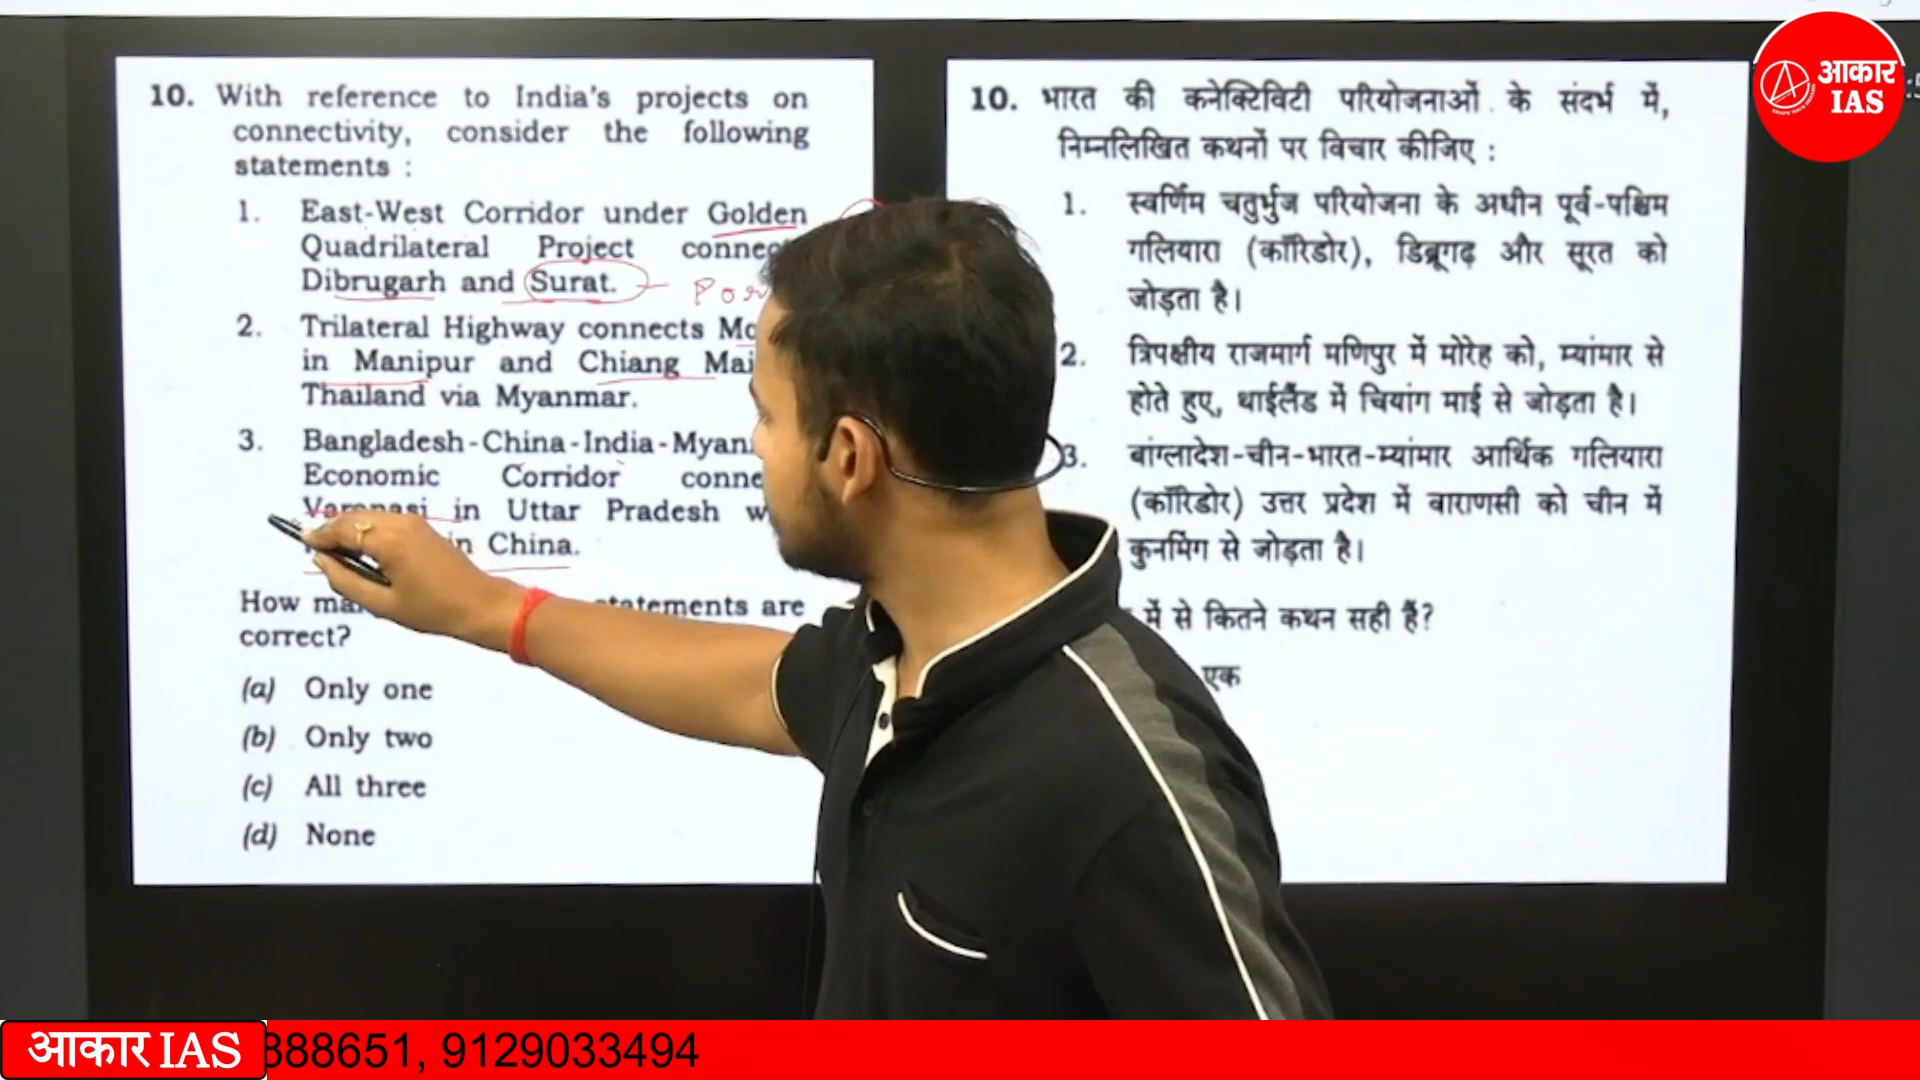 10. With reference to India's projects on
connectivity, consider the following
statements :
1. East-West Corridor under Golden
Quadrilateral Project
Dibrugarh and Surat.
2. Trilateral Highway connects
in Manipur and Chiang Mai
Thailand via Myanmar.
3. Bangladesh-China-India-
Economic Corridor
Varanasi in Uttar Pradesh
in China.
How statements are
correct?
(a) Only one
(b) Only two
(c) All three
(d) None
10. भारत की कनेक्टिविटी परियोजनाओं के संदर्भ में,
निम्नलिखित कथनों पर विचार कीजिए :
1. स्वर्णिम चतुर्भुज परियोजना के अधीन पूर्व-पश्चिम
गलियारा (कॉरिडोर), डिब्रूगढ़ और सूरत को
जोड़ता है।
2. त्रिपक्षीय राजमार्ग मणिपुर में मोरेह को, म्यांमार से
होते हुए, थाईलैंड में चियांग माई से जोड़ता है।
3. बांग्लादेश-चीन-भारत-म्यांमार आर्थिक गलियारा
(कॉरिडोर) उत्तर प्रदेश में वाराणसी को चीन में
कुनमिंग से जोड़ता है।
में से कितने कथन सही हैं?
एक
आकार
IAS
आकार IAS
388651, 9129033494